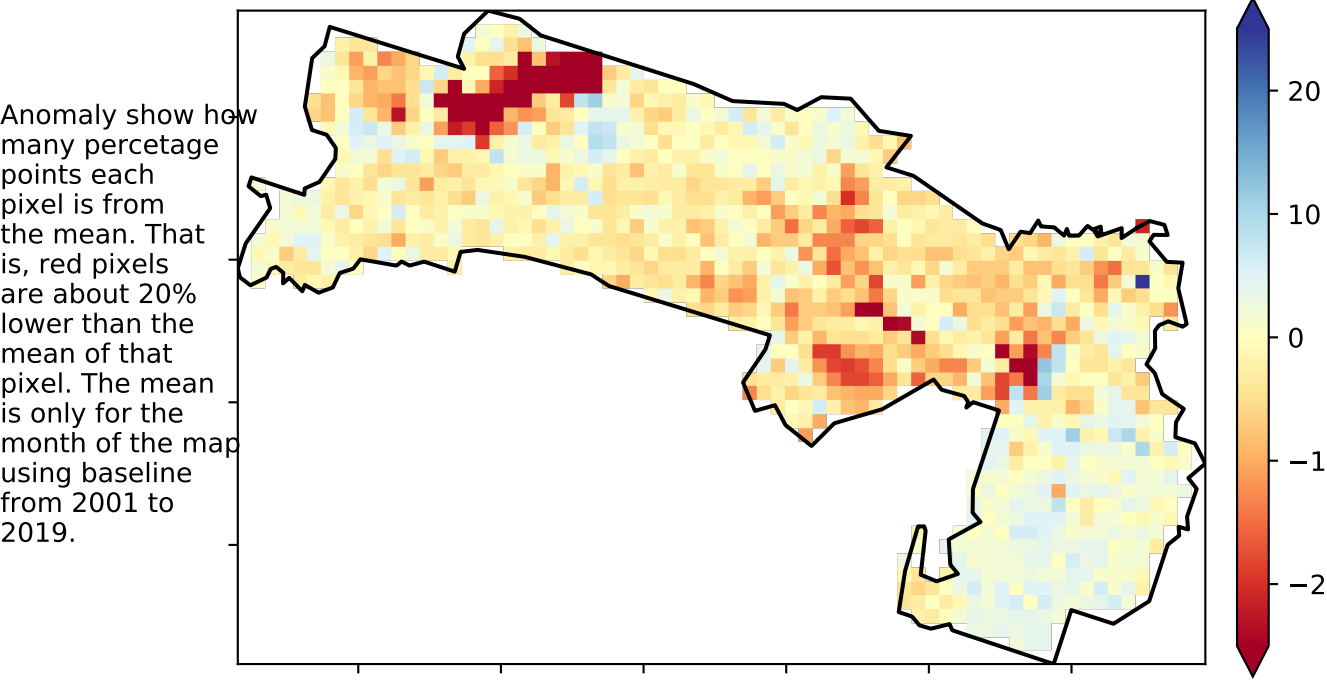 Anomaly show how
many percetage
points each
pixel is from
the mean. That
is, red pixels
are about 20%
lower than the
mean of that
pixel. The mean
is only for the
month of the map
using baseline
from 2001 to
2019.
20
10
0
−1
−2